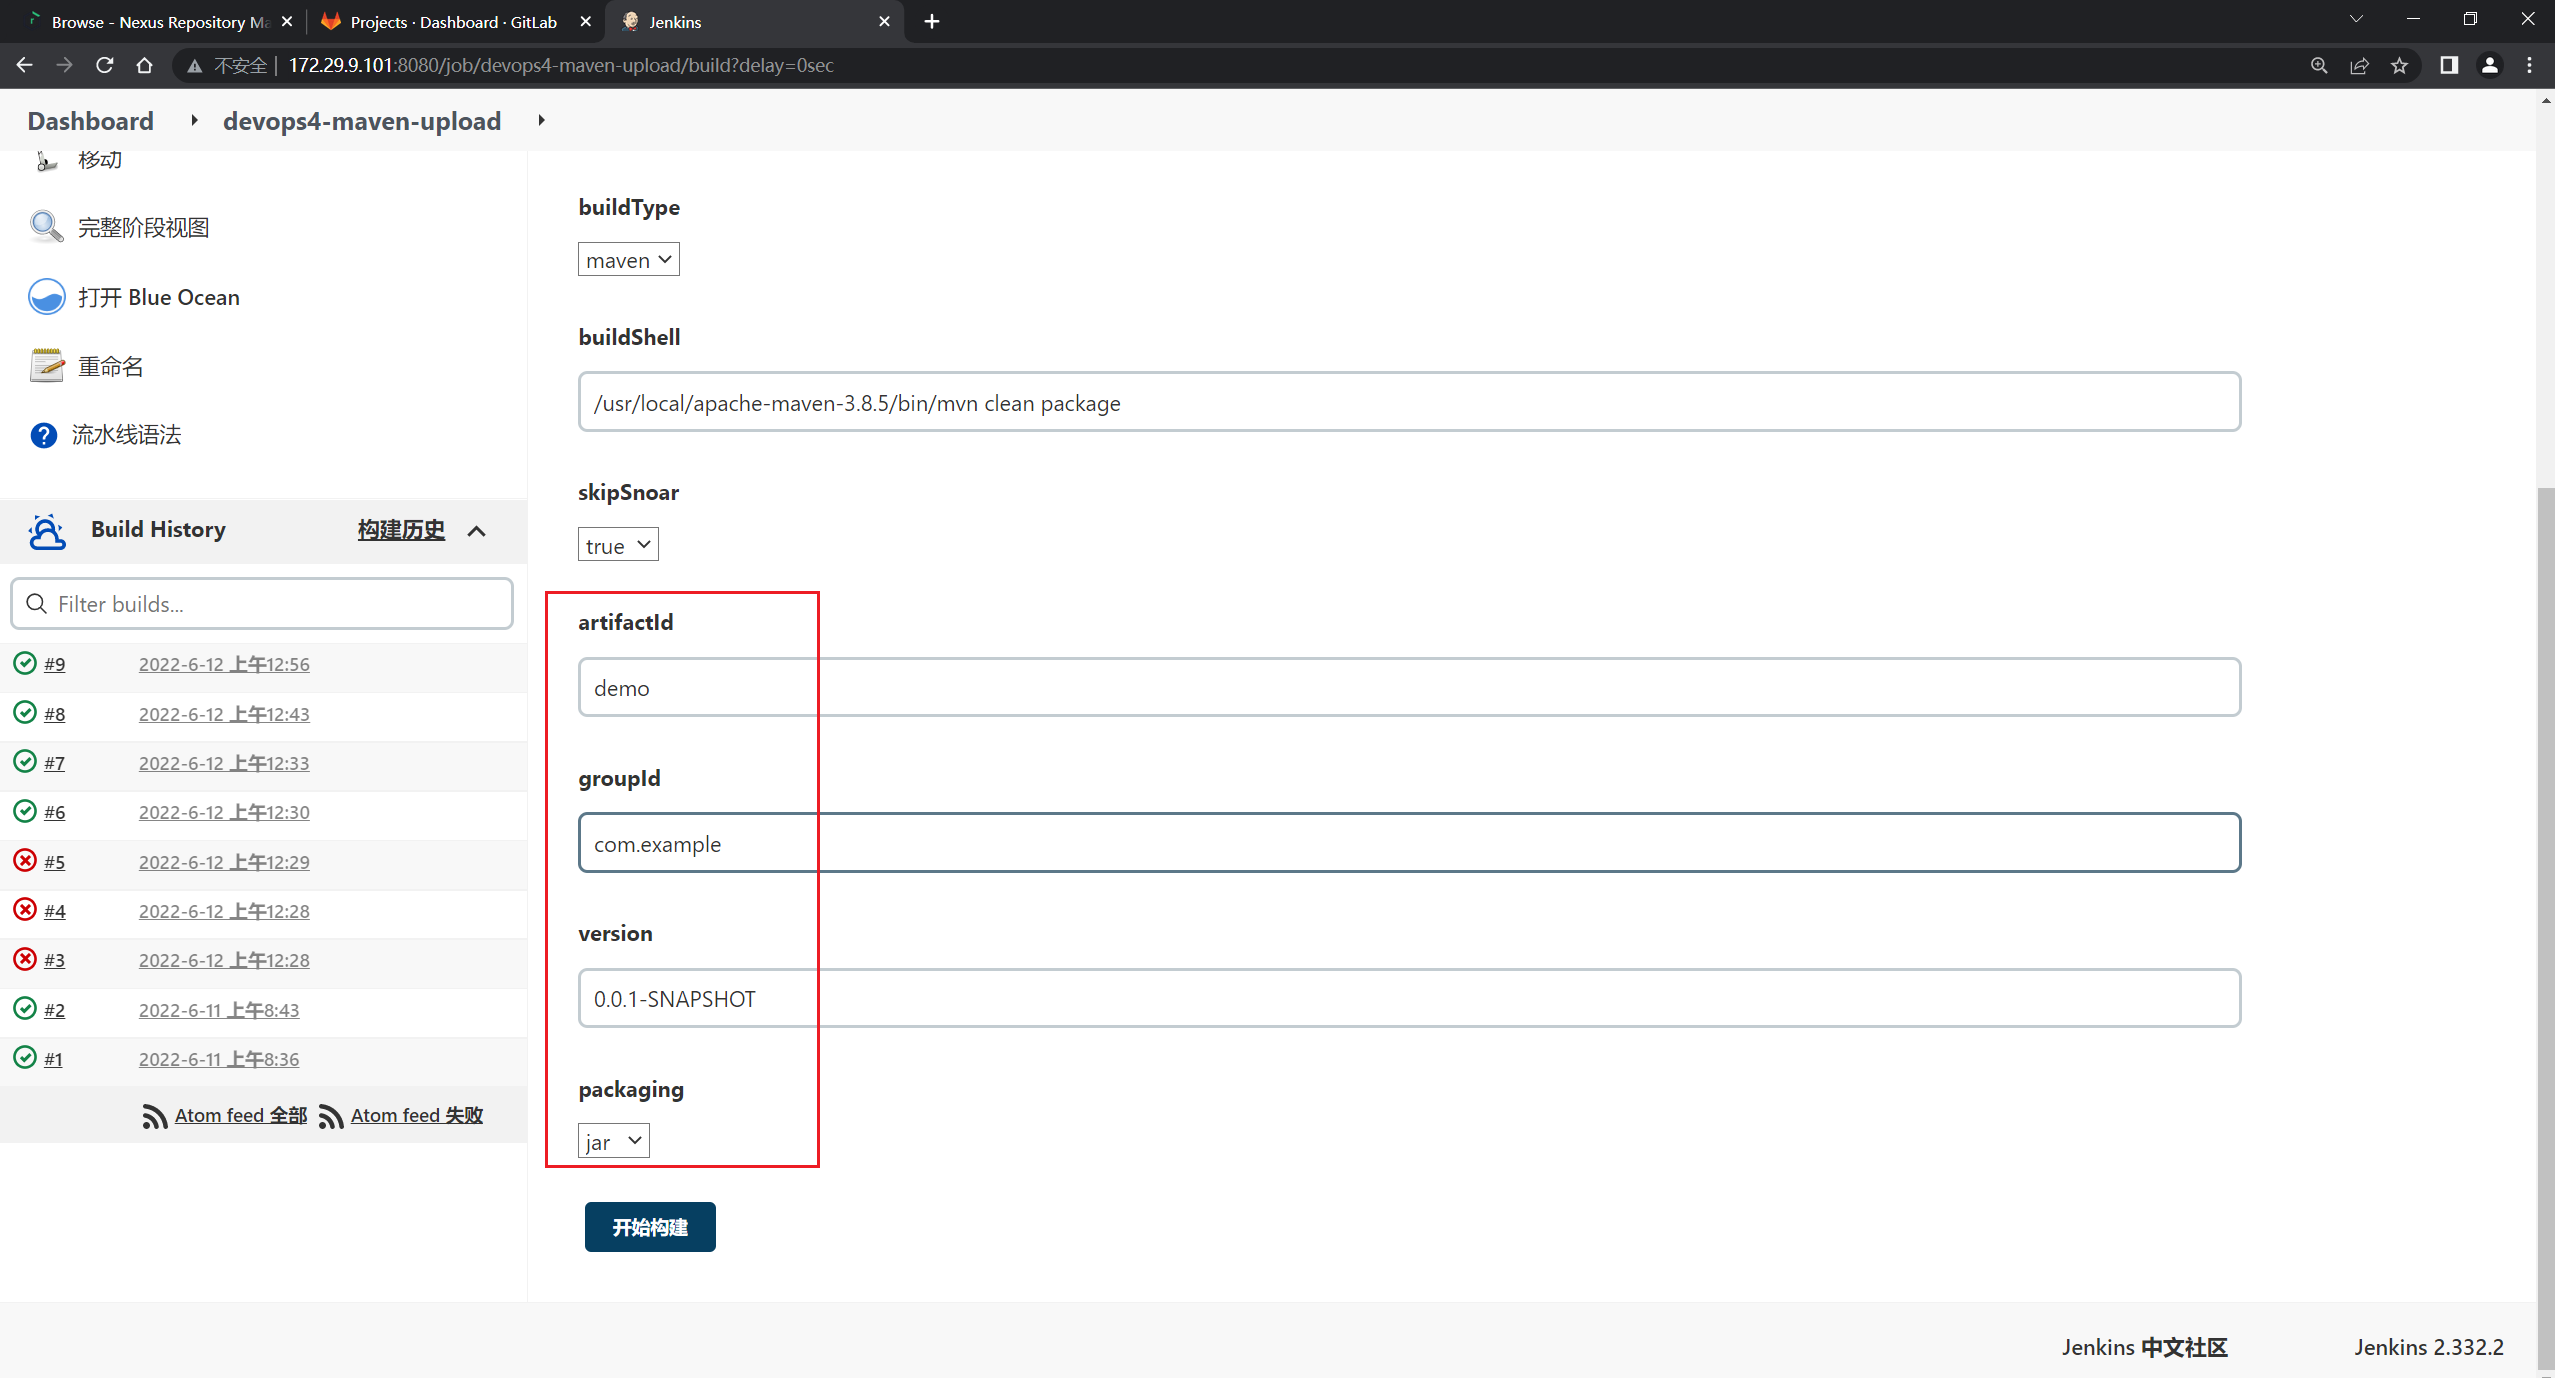 Browse - Nexus Repository Ma
Projects · Dashboard · GitLab
Jenkins
不安全 | 172.29.9.101:8080/job/devops4-maven-upload/build?delay=0sec
Dashboard
devops4-maven-upload
移动
完整阶段视图
打开 Blue Ocean
重命名
流水线语法
Build History
构建历史
Filter builds...
#9 2022-6-12 上午12:56
#8 2022-6-12 上午12:43
#7 2022-6-12 上午12:33
#6 2022-6-12 上午12:30
#5 2022-6-12 上午12:29
#4 2022-6-12 上午12:28
#3 2022-6-12 上午12:28
#2 2022-6-11 上午8:43
#1 2022-6-11 上午8:36
Atom feed 全部
Atom feed 失败
buildType
maven
buildShell
/usr/local/apache-maven-3.8.5/bin/mvn clean package
skipSnoar
true
artifactId
demo
groupId
com.example
version
0.0.1-SNAPSHOT
packaging
jar
开始构建
Jenkins 中文社区
Jenkins 2.332.2